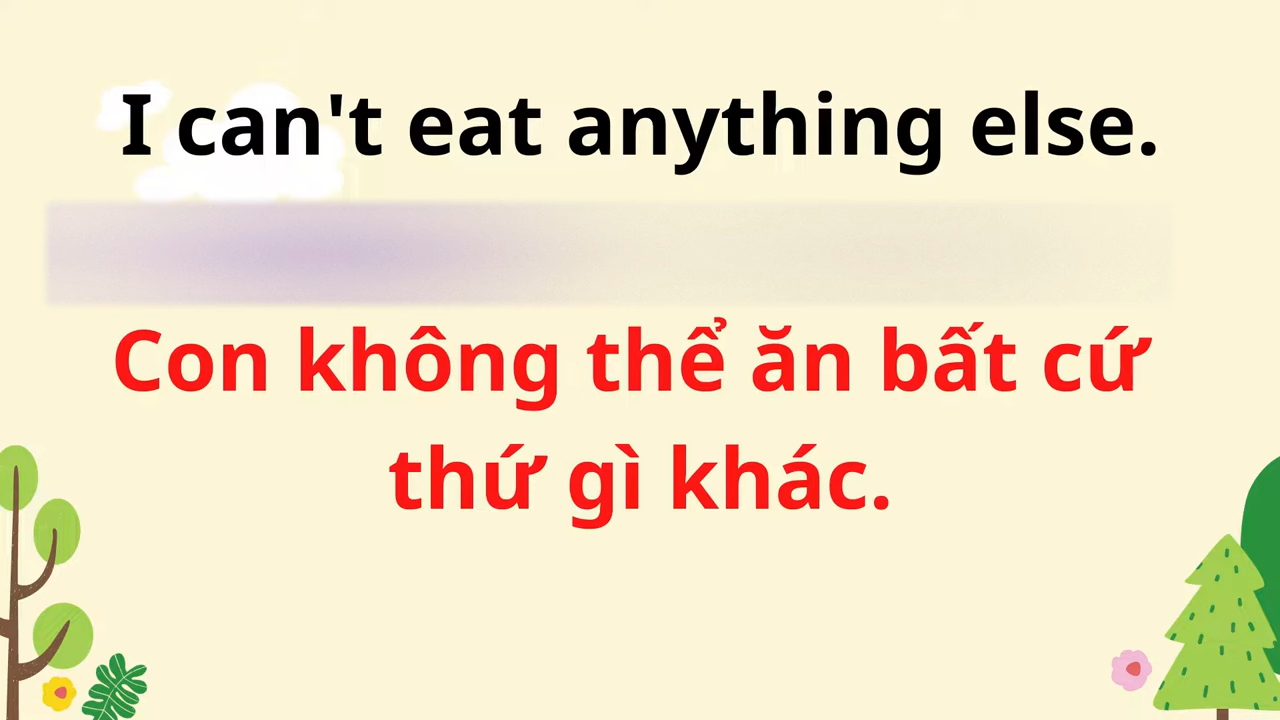 I can't eat anything else.
Con không thể ăn bất cứ
thứ gì khác.